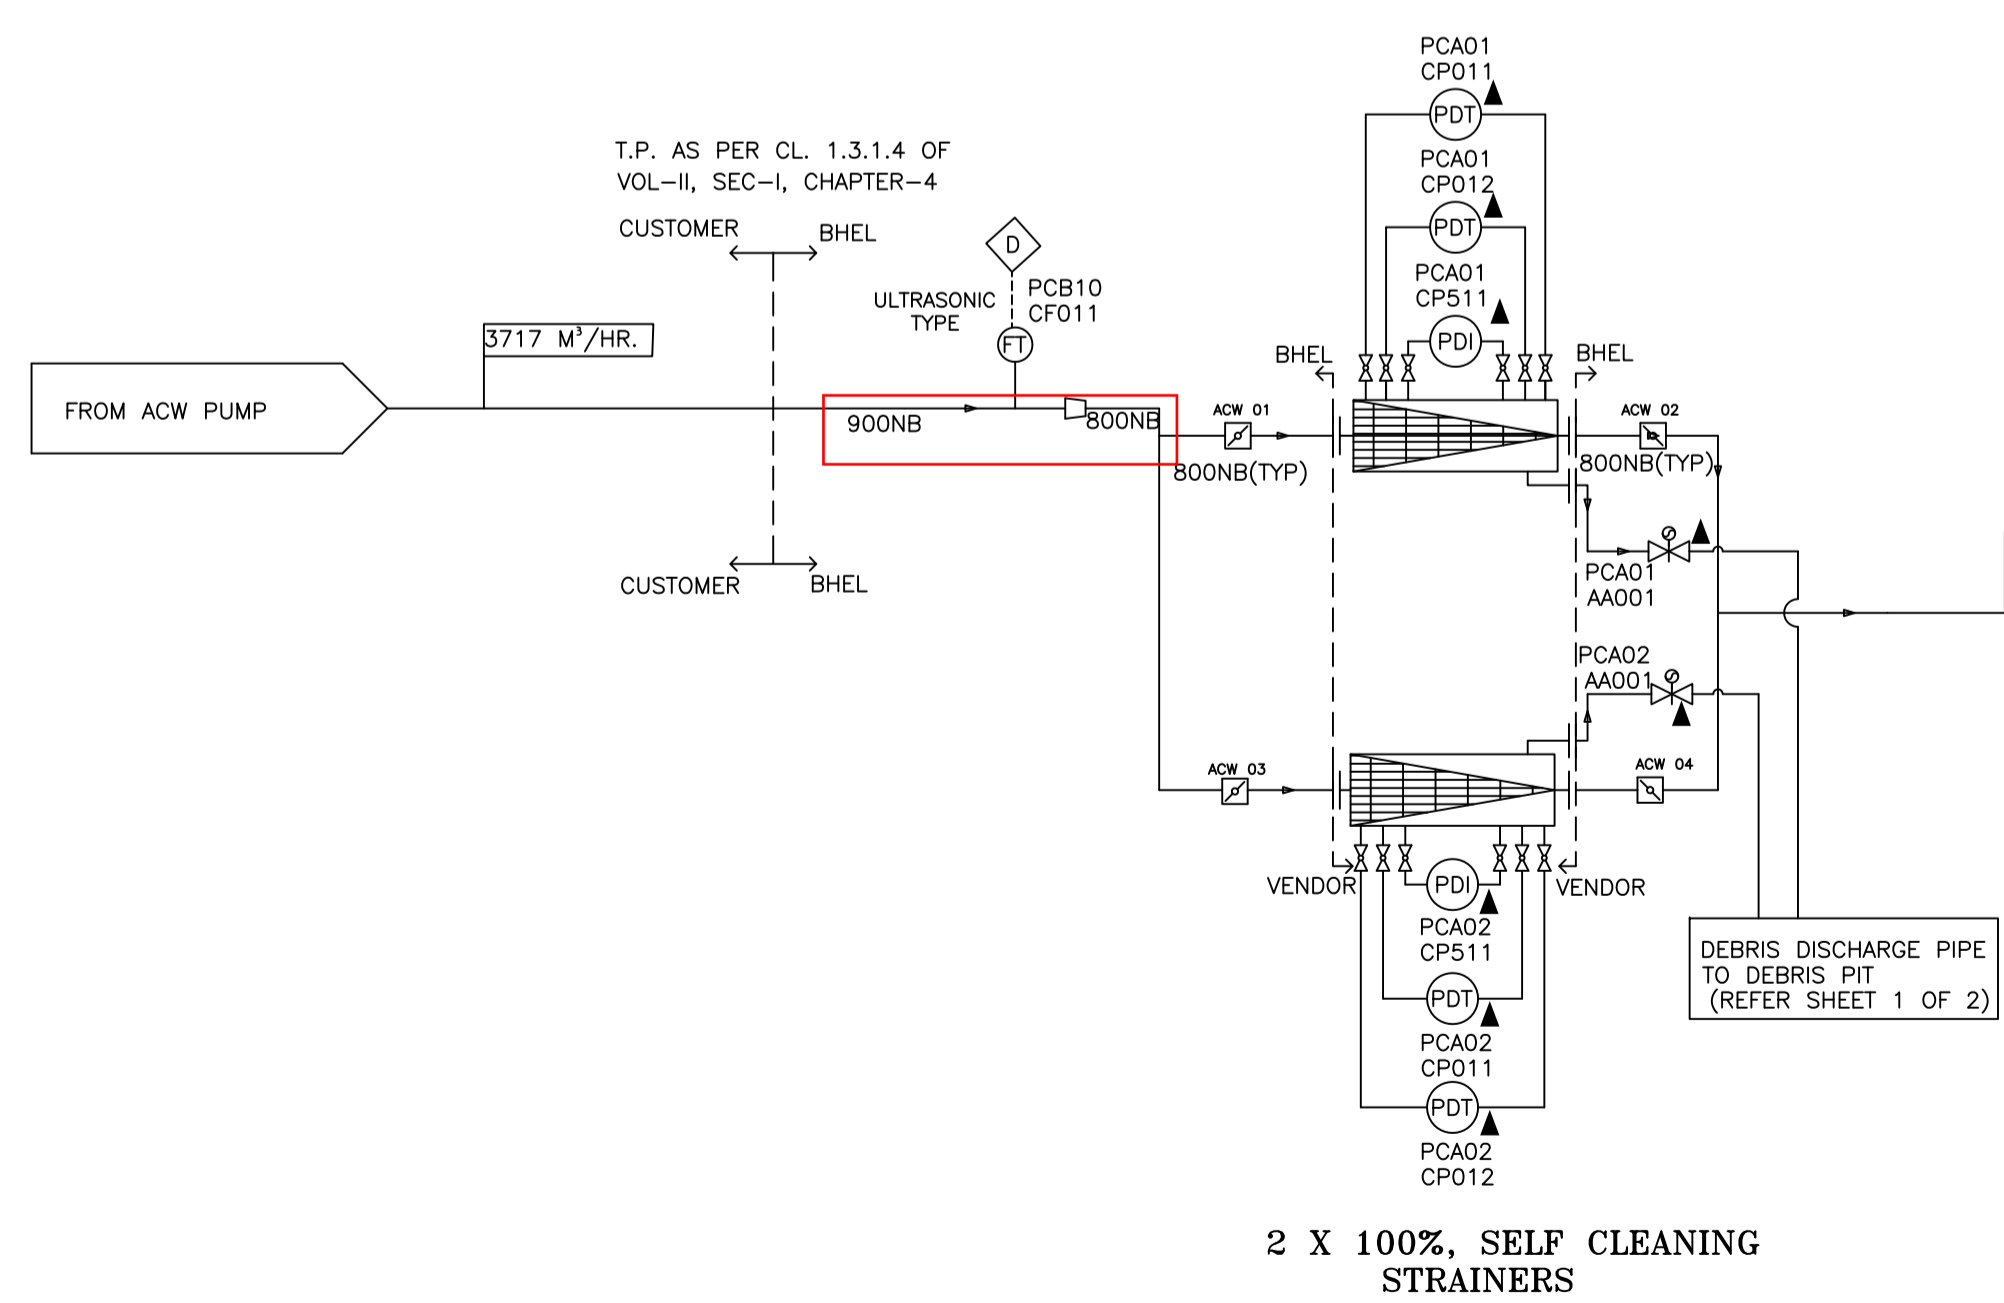 PCA01
CP011
PDT
PCA01
CP012
PDT
PCA01
CP511
PDI
T.P. AS PER CL. 1.3.1.4 OF
VOL-II, SEC-I, CHAPTER-4
CUSTOMER
BHEL
D
ULTRASONIC
TYPE
PCB10
CF011
FT
3717 M³/HR.
FROM ACW PUMP
900NB
800NB
BHEL
BHEL
ACW 01
800NB(TYP)
ACW 02
800NB(TYP)
CUSTOMER
BHEL
PCA01
AA001
PCA02
AA001
ACW 03
ACW 04
VENDOR
VENDOR
PDI
PCA02
CP511
PDT
PCA02
CP011
PDT
PCA02
CP012
DEBRIS DISCHARGE PIPE
TO DEBRIS PIT
(REFER SHEET 1 OF 2)
2 X 100%, SELF CLEANING
STRAINERS